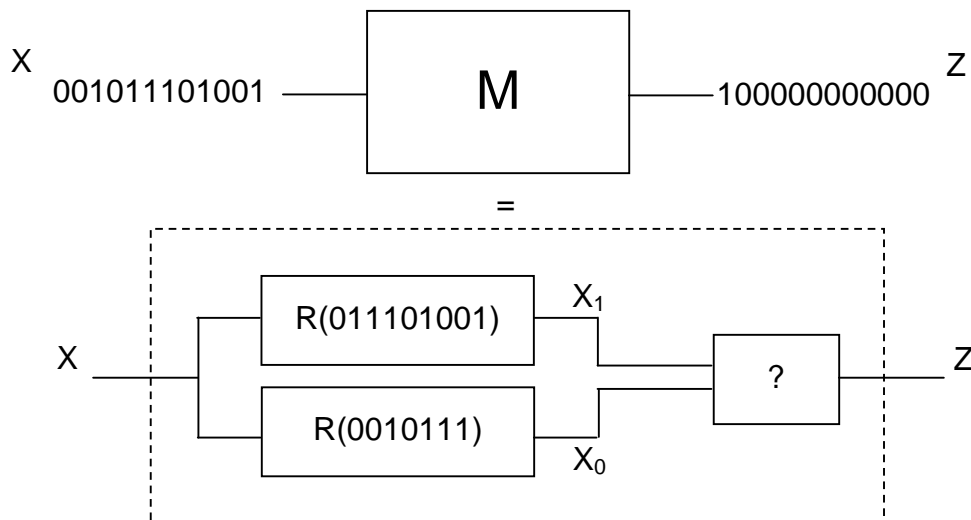 X 001011101001 M 100000000000 Z
=
R(011101001) X₁
X ? Z
R(0010111) X₀